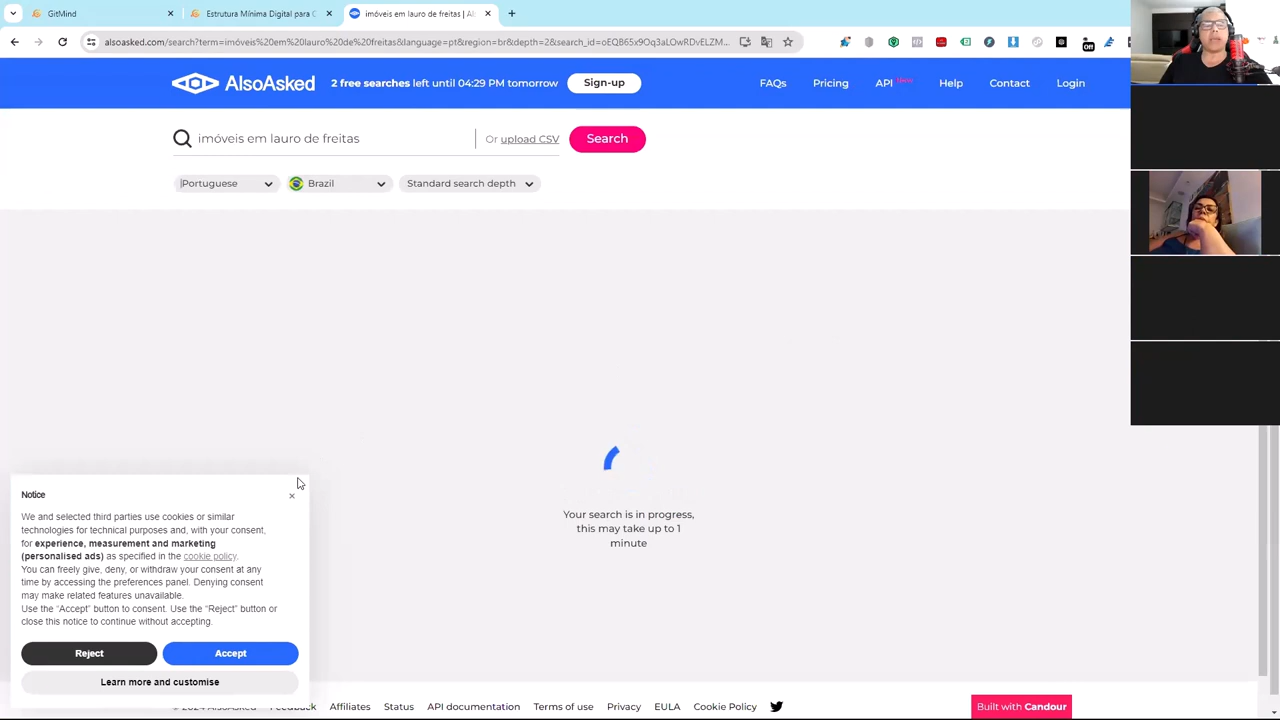 GitMind
Estrutura Mínima Digital para C
imóveis em lauro de freitas | Al
alsoasked.com/search?term=imóveis%20em%20lauro%20de%20freitas&language=pt&region=br&depth=2&search_id=oEQB65x9Oq3aLOwRDvELZM...
Off
AlsoAsked
2 free searches left until 04:29 PM tomorrow
Sign-up
FAQs
Pricing
API New
Help
Contact
Login
imóveis em lauro de freitas
Or upload CSV
Search
Portuguese
Brazil
Standard search depth
Your search is in progress,
this may take up to 1
minute
Notice
×
We and selected third parties use cookies or similar
technologies for technical purposes and, with your consent,
for experience, measurement and marketing
(personalised ads) as specified in the cookie policy.
You can freely give, deny, or withdraw your consent at any
time by accessing the preferences panel. Denying consent
may make related features unavailable.
Use the “Accept” button to consent. Use the “Reject” button or
close this notice to continue without accepting.
Reject
Accept
Learn more and customise
© 2024 AlsoAsked
Feedback
Affiliates
Status
API documentation
Terms of use
Privacy
EULA
Cookie Policy
Built with Candour